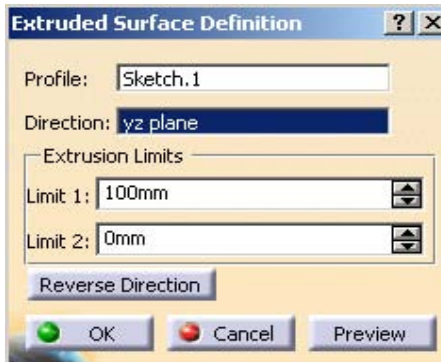 Extruded Surface Definition ? X
Profile: Sketch.1
Direction: yz plane
Extrusion Limits
Limit 1: 100mm
Limit 2: 0mm
Reverse Direction
OK Cancel Preview